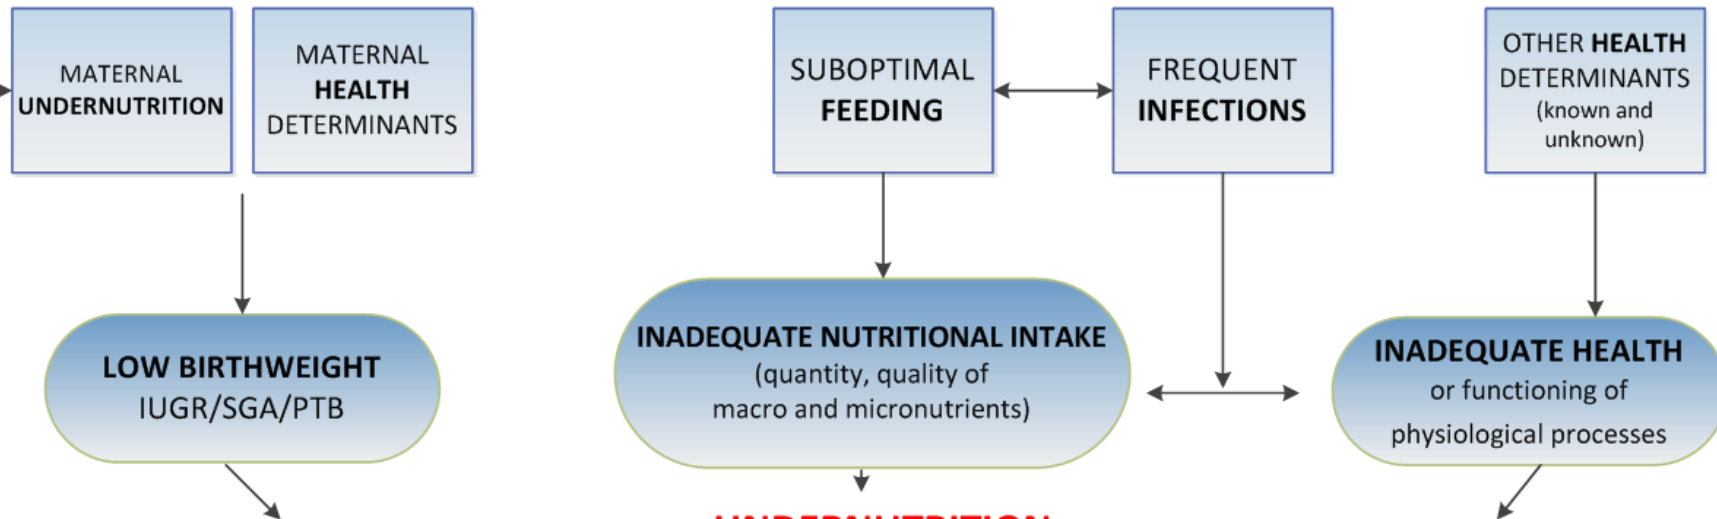 MATERNAL
UNDERNUTRITION
MATERNAL
HEALTH
DETERMINANTS
SUBOPTIMAL
FEEDING
FREQUENT
INFECTIONS
OTHER HEALTH
DETERMINANTS
(known and
unknown)
LOW BIRTHWEIGHT
IUGR/SGA/PTB
INADEQUATE NUTRITIONAL INTAKE
(quantity, quality of
macro and micronutrients)
INADEQUATE HEALTH
or functioning of
physiological processes
UNDERNUTRITION